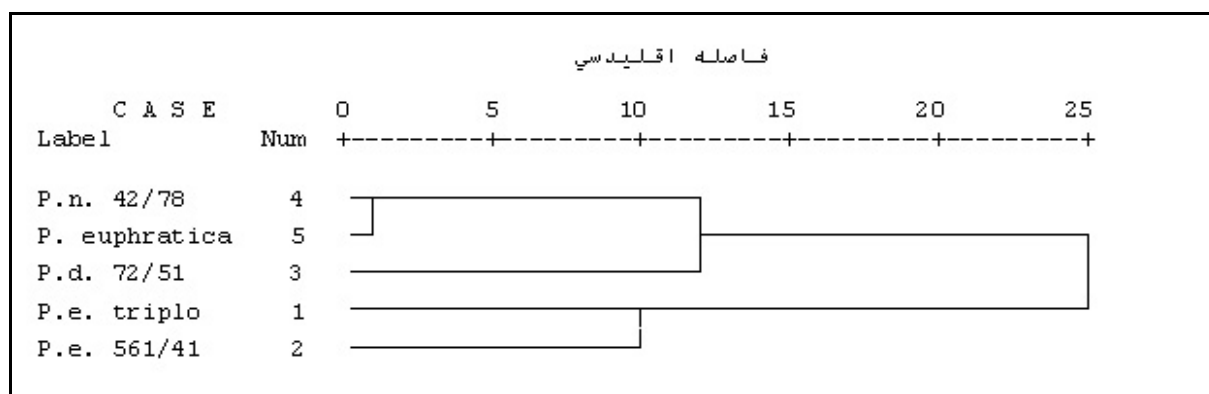 فاصله اقليدسي
C A S E 0 5 10 15 20 25
Label Num +---------+---------+---------+---------+---------+
P.n. 42/78 4
P. euphratica 5
P.d. 72/51 3
P.e. triplo 1
P.e. 561/41 2